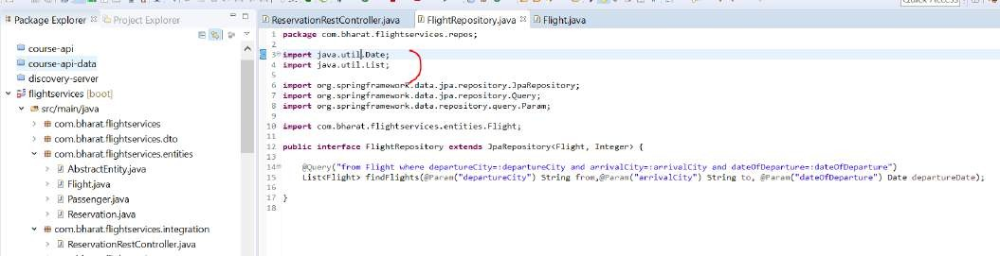 Quick Access
Package Explorer
Project Explorer
course-api
course-api-data
discovery-server
flightservices [boot]
src/main/java
com.bharat.flightservices
com.bharat.flightservices.dto
com.bharat.flightservices.entities
AbstractEntity.java
Flight.java
Passenger.java
Reservation.java
com.bharat.flightservices.integration
ReservationRestController.java
ReservationRestController.java
FlightRepository.java
Flight.java
1 package com.bharat.flightservices.repos;
2
3 import java.util.Date;
4 import java.util.List;
5
6 import org.springframework.data.jpa.repository.JpaRepository;
7 import org.springframework.data.jpa.repository.Query;
8 import org.springframework.data.repository.query.Param;
9
10 import com.bharat.flightservices.entities.Flight;
11
12 public interface FlightRepository extends JpaRepository<Flight, Integer> {
13
14 @Query("from Flight where departureCity=:departureCity and arrivalCity=:arrivalCity and dateOfDeparture=:dateOfDeparture")
15 List<Flight> findFlights(@Param("departureCity") String from,@Param("arrivalCity") String to, @Param("dateOfDeparture") Date departureDate);
16
17 }
18